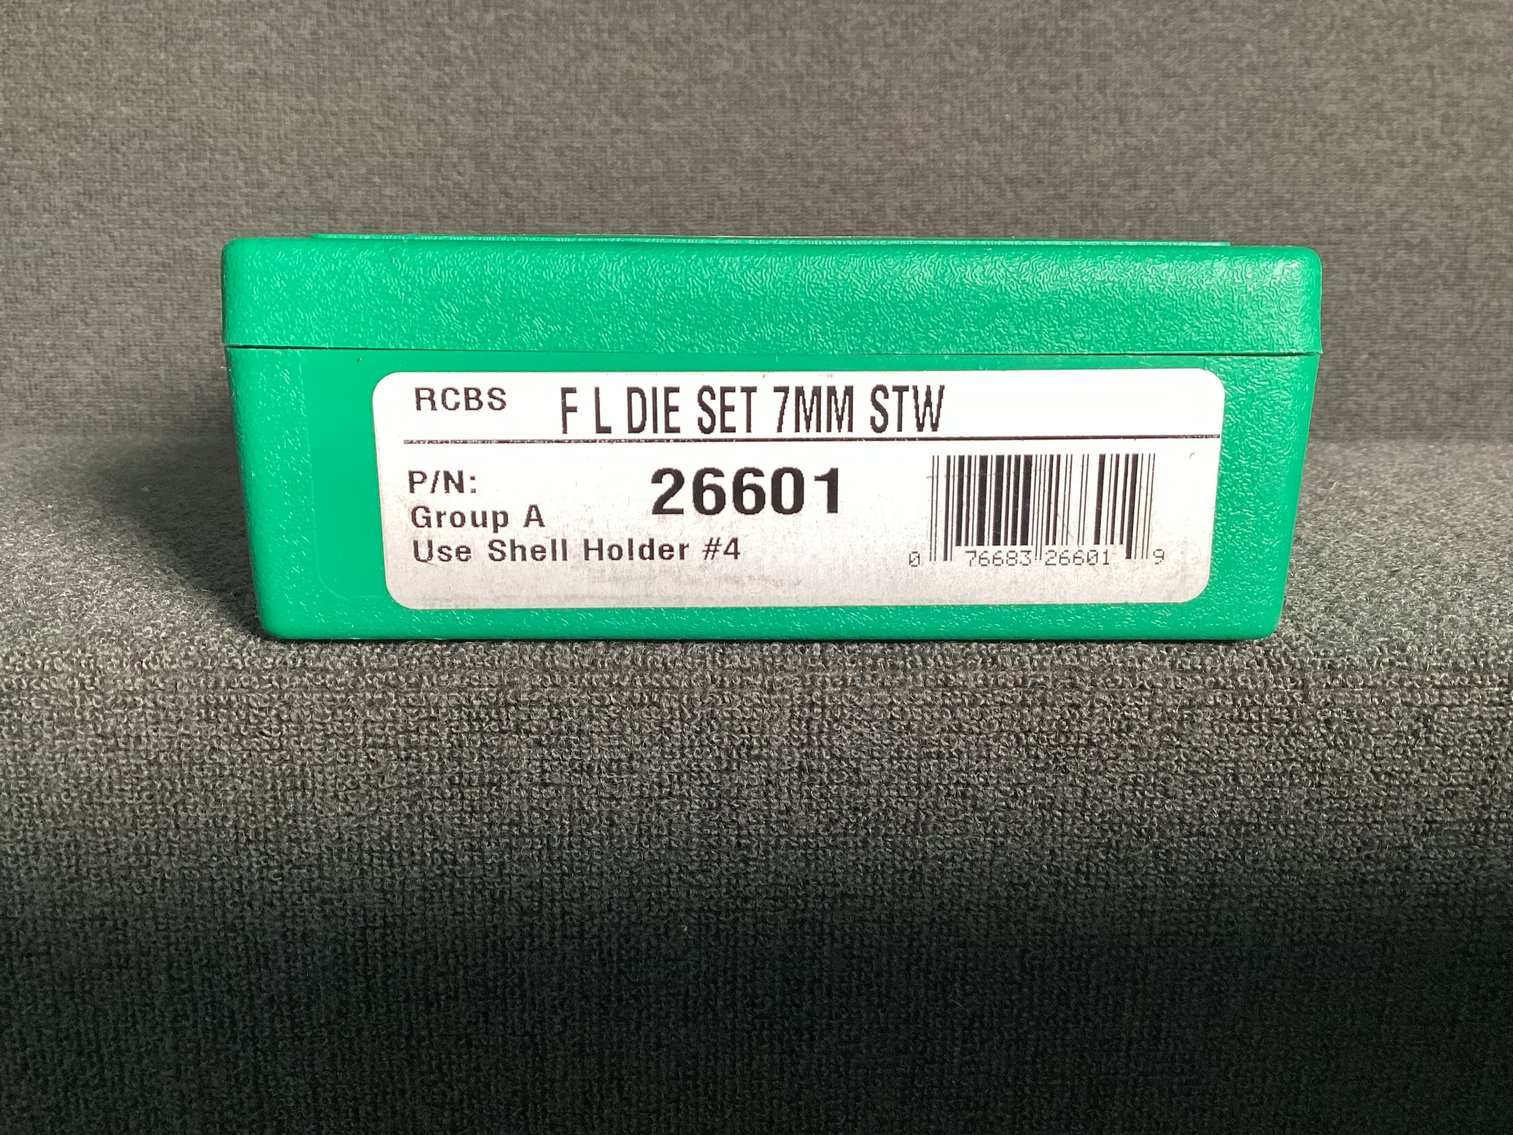 RCBS F L DIE SET 7MM STW
P/N: 26601
Group A
Use Shell Holder #4
0 76683 26601 9